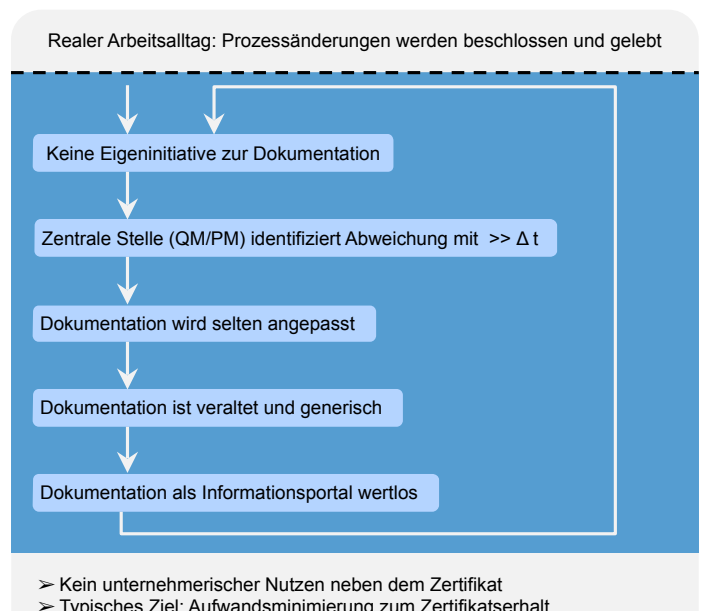 Realer Arbeitsalltag: Prozessänderungen werden beschlossen und gelebt
Keine Eigeninitiative zur Dokumentation
Zentrale Stelle (QM/PM) identifiziert Abweichung mit >> Δ t
Dokumentation wird selten angepasst
Dokumentation ist veraltet und generisch
Dokumentation als Informationsportal wertlos
➢ Kein unternehmerischer Nutzen neben dem Zertifikat
➢ Typisches Ziel: Aufwandsminimierung zum Zertifikatserhalt